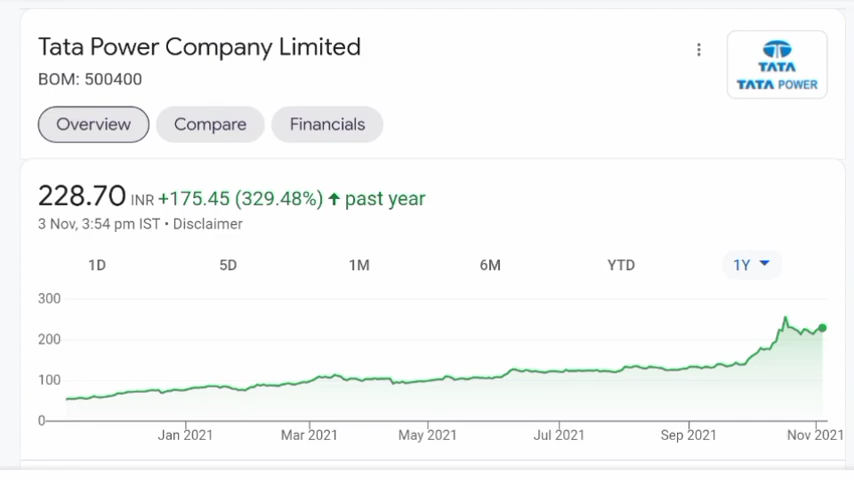 Tata Power Company Limited
BOM: 500400
TATA
TATA POWER
Overview Compare Financials
228.70 INR +175.45 (329.48%) ↑ past year
3 Nov, 3:54 pm IST • Disclaimer
1D 5D 1M 6M YTD 1Y
300
200
100
0
Jan 2021 Mar 2021 May 2021 Jul 2021 Sep 2021 Nov 2021